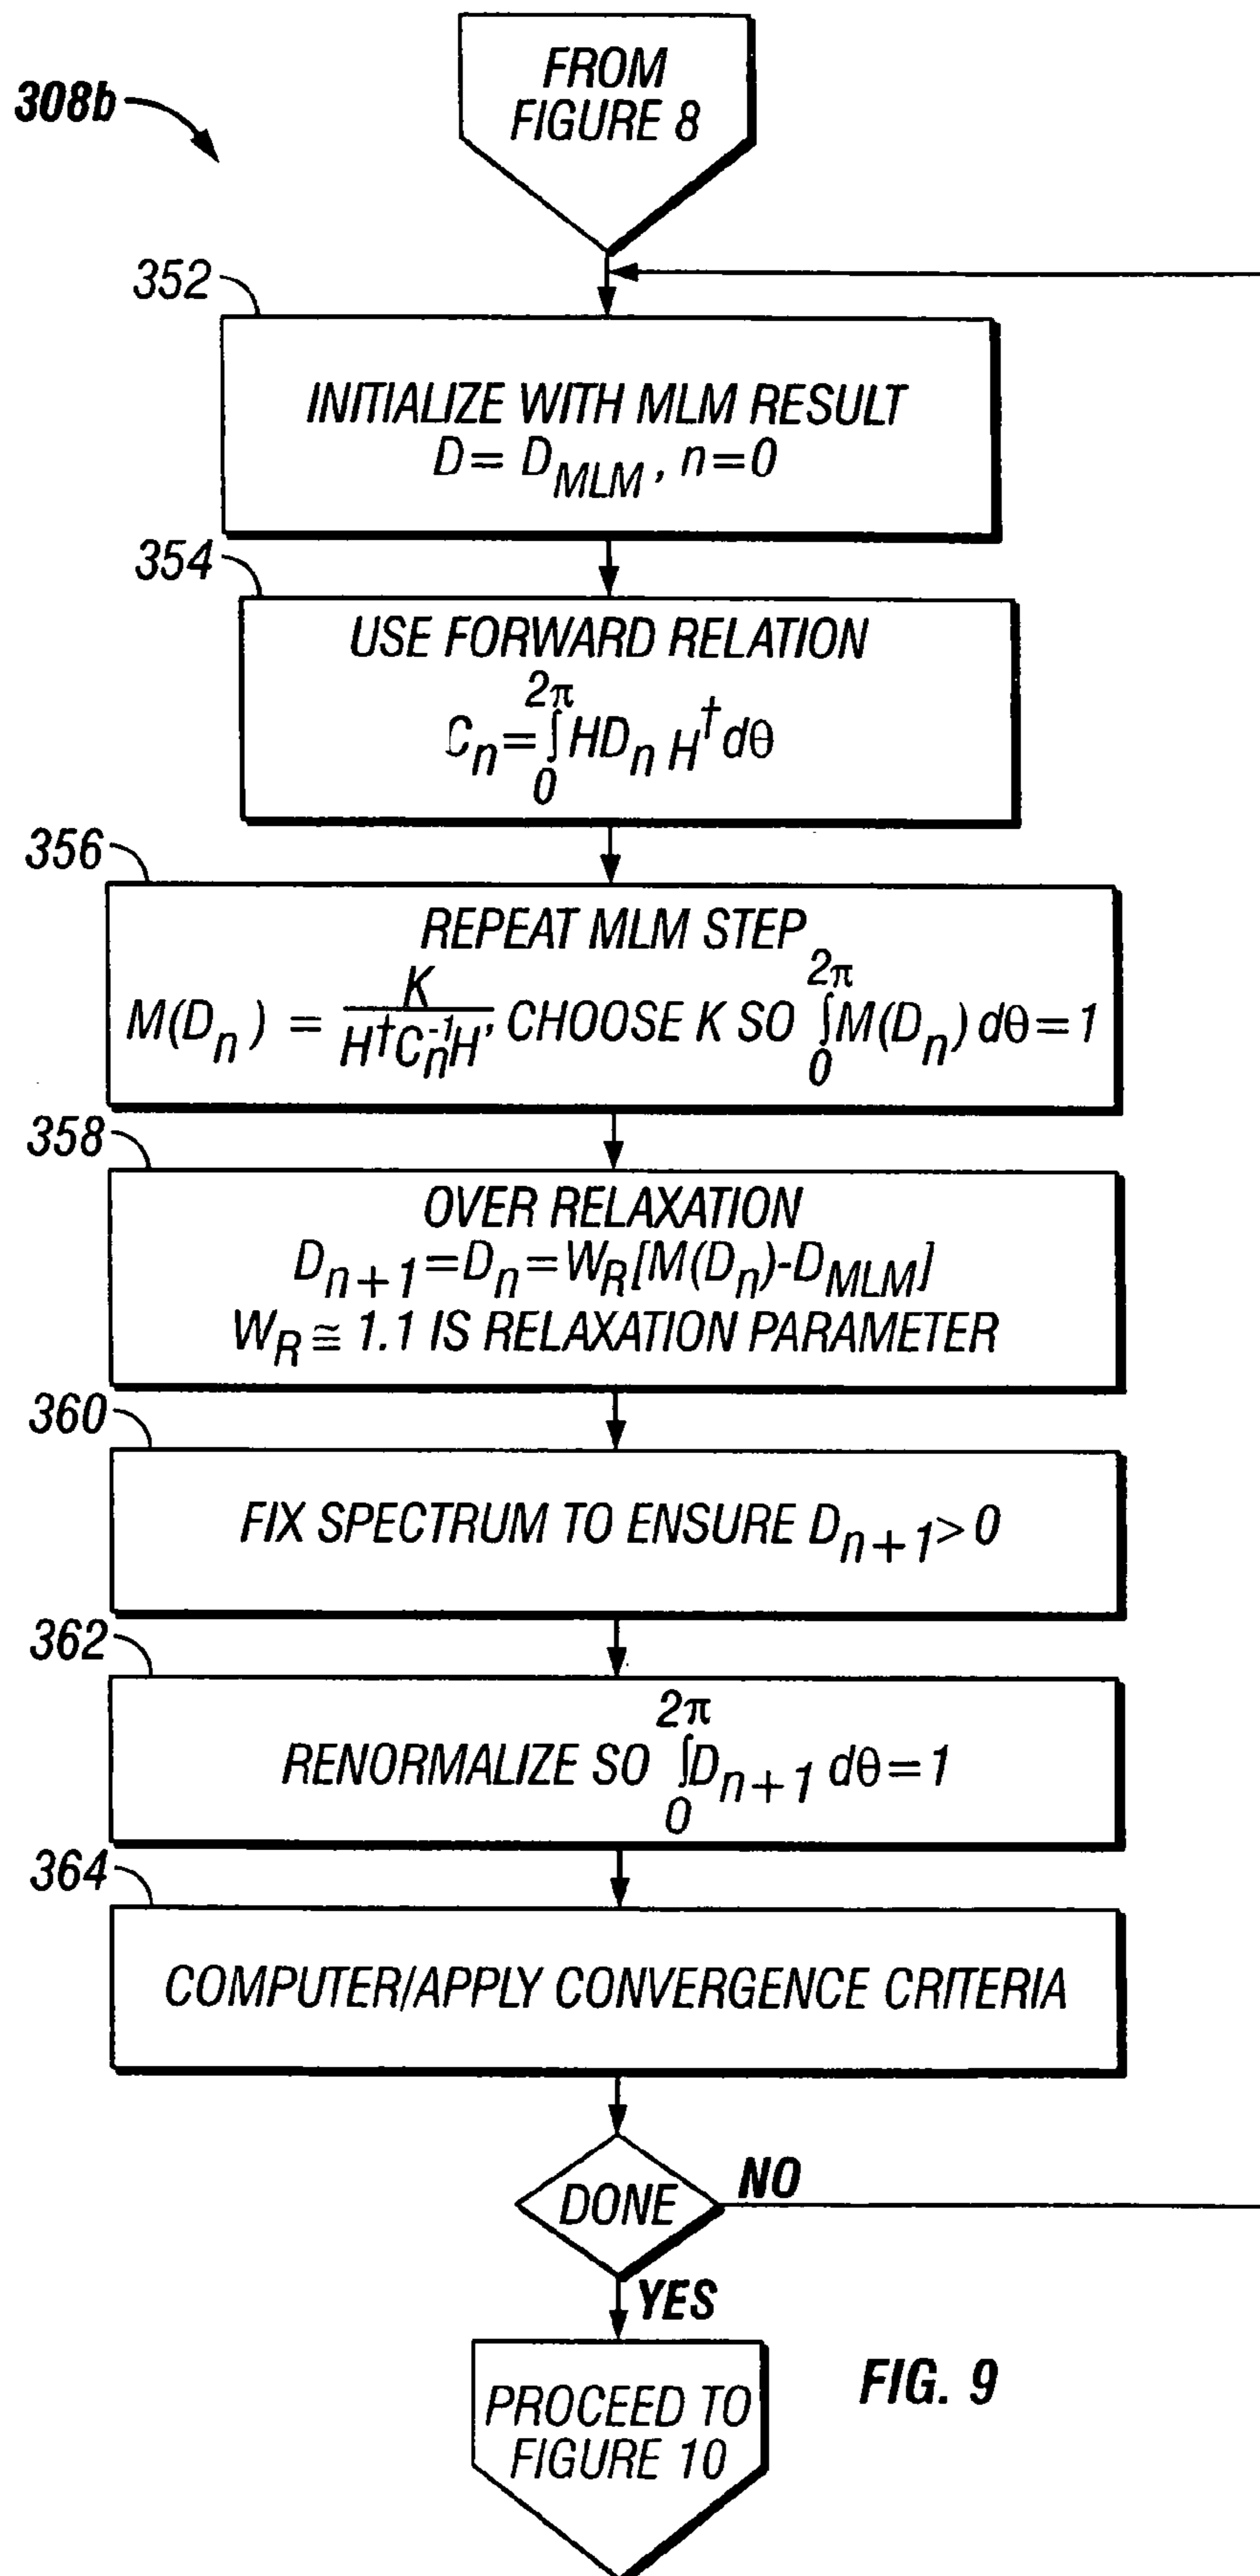 308b
FROM
FIGURE 8
352
INITIALIZE WITH MLM RESULT
D = D_MLM, n=0
354
USE FORWARD RELATION
C_n = ∫_0^2π HD_n H^† dθ
356
REPEAT MLM STEP
M(D_n) = K / H^†C_n^-1H, CHOOSE K SO ∫_0^2π M(D_n) dθ = 1
358
OVER RELAXATION
D_n+1 = D_n = W_R[M(D_n)-D_MLM]
W_R ≅ 1.1 IS RELAXATION PARAMETER
360
FIX SPECTRUM TO ENSURE D_n+1 > 0
362
RENORMALIZE SO ∫_0^2π D_n+1 dθ = 1
364
COMPUTER/APPLY CONVERGENCE CRITERIA
DONE
NO
YES
PROCEED TO
FIGURE 10
FIG. 9